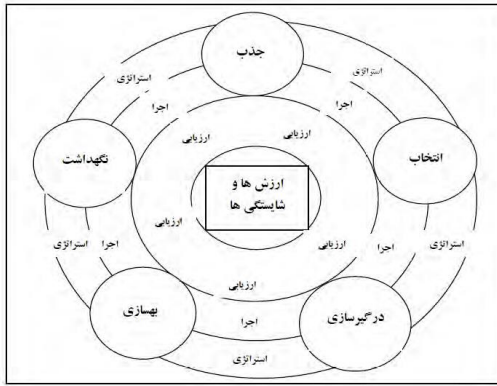 جذب
استراتژی
استراتژی
اجرا
اجرا
ارزیابی
ارزیابی
نگهداشت
انتخاب
ارزش ها و
شایستگی ها
ارزیابی
ارزیابی
استراتژی
اجرا
اجرا
استراتژی
ارزیابی
بهسازی
درگیرسازی
اجرا
استراتژی